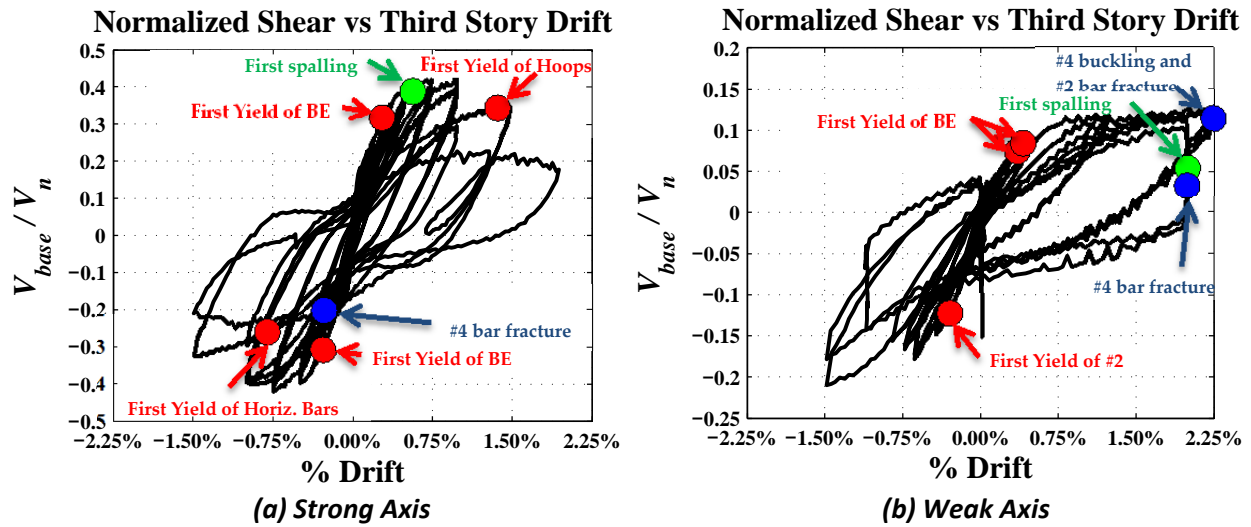 Normalized Shear vs Third Story Drift
0.5
0.4
0.3
0.2
0.1
0
−0.1
−0.2
−0.3
−0.4
−0.5
V_base / V_n
First spalling
First Yield of Hoops
First Yield of BE
#4 bar fracture
First Yield of BE
First Yield of Horiz. Bars
−2.25%
−1.50%
−0.75%
0.00%
0.75%
1.50%
2.25%
% Drift
(a) Strong Axis
Normalized Shear vs Third Story Drift
0.2
0.15
0.1
0.05
0
−0.05
−0.1
−0.15
−0.2
−0.25
V_base / V_n
#4 buckling and
#2 bar fracture
First spalling
First Yield of BE
#4 bar fracture
First Yield of #2
−2.25%
−1.50%
−0.75%
0.00%
0.75%
1.50%
2.25%
% Drift
(b) Weak Axis